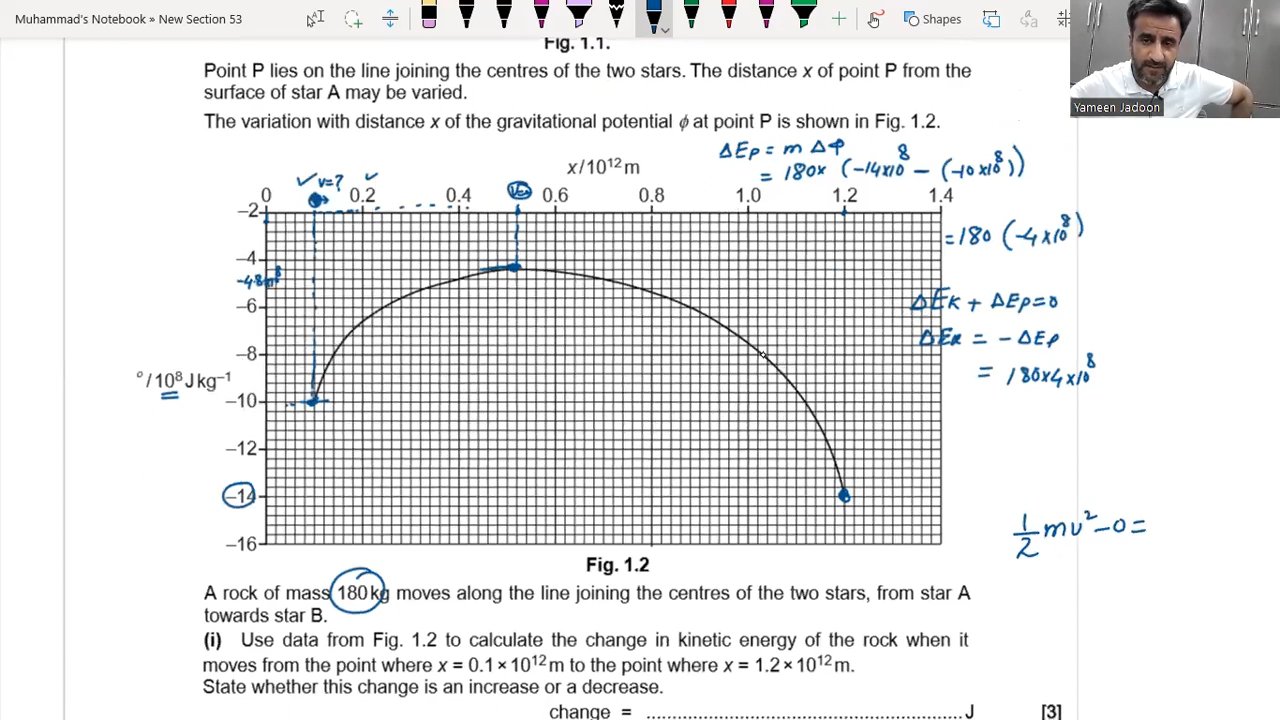 Muhammad's Notebook » New Section 53
Shapes
Yameen Jadoon
Fig. 1.1.
Point P lies on the line joining the centres of the two stars. The distance x of point P from the
surface of star A may be varied.
The variation with distance x of the gravitational potential ϕ at point P is shown in Fig. 1.2.
ΔEp = m Δϕ
= 180× (-14×10⁸ - (-10×10⁸))
x/10¹² m
✓ v=? ✓
0 0.2 0.4 0.6 0.8 1.0 1.2 1.4
−2
= 180 (-4×10⁸)
−4
−6
ΔEK + ΔEp = 0
ΔEK = - ΔEp
−8
= 180×4×10⁸
°/10⁸ J kg⁻¹
−10
−12
−14
½ mv² - 0 =
−16
Fig. 1.2
A rock of mass 180 kg moves along the line joining the centres of the two stars, from star A
towards star B.
(i) Use data from Fig. 1.2 to calculate the change in kinetic energy of the rock when it
moves from the point where x = 0.1 × 10¹² m to the point where x = 1.2 × 10¹² m.
State whether this change is an increase or a decrease.
change = ........................................................ J [3]